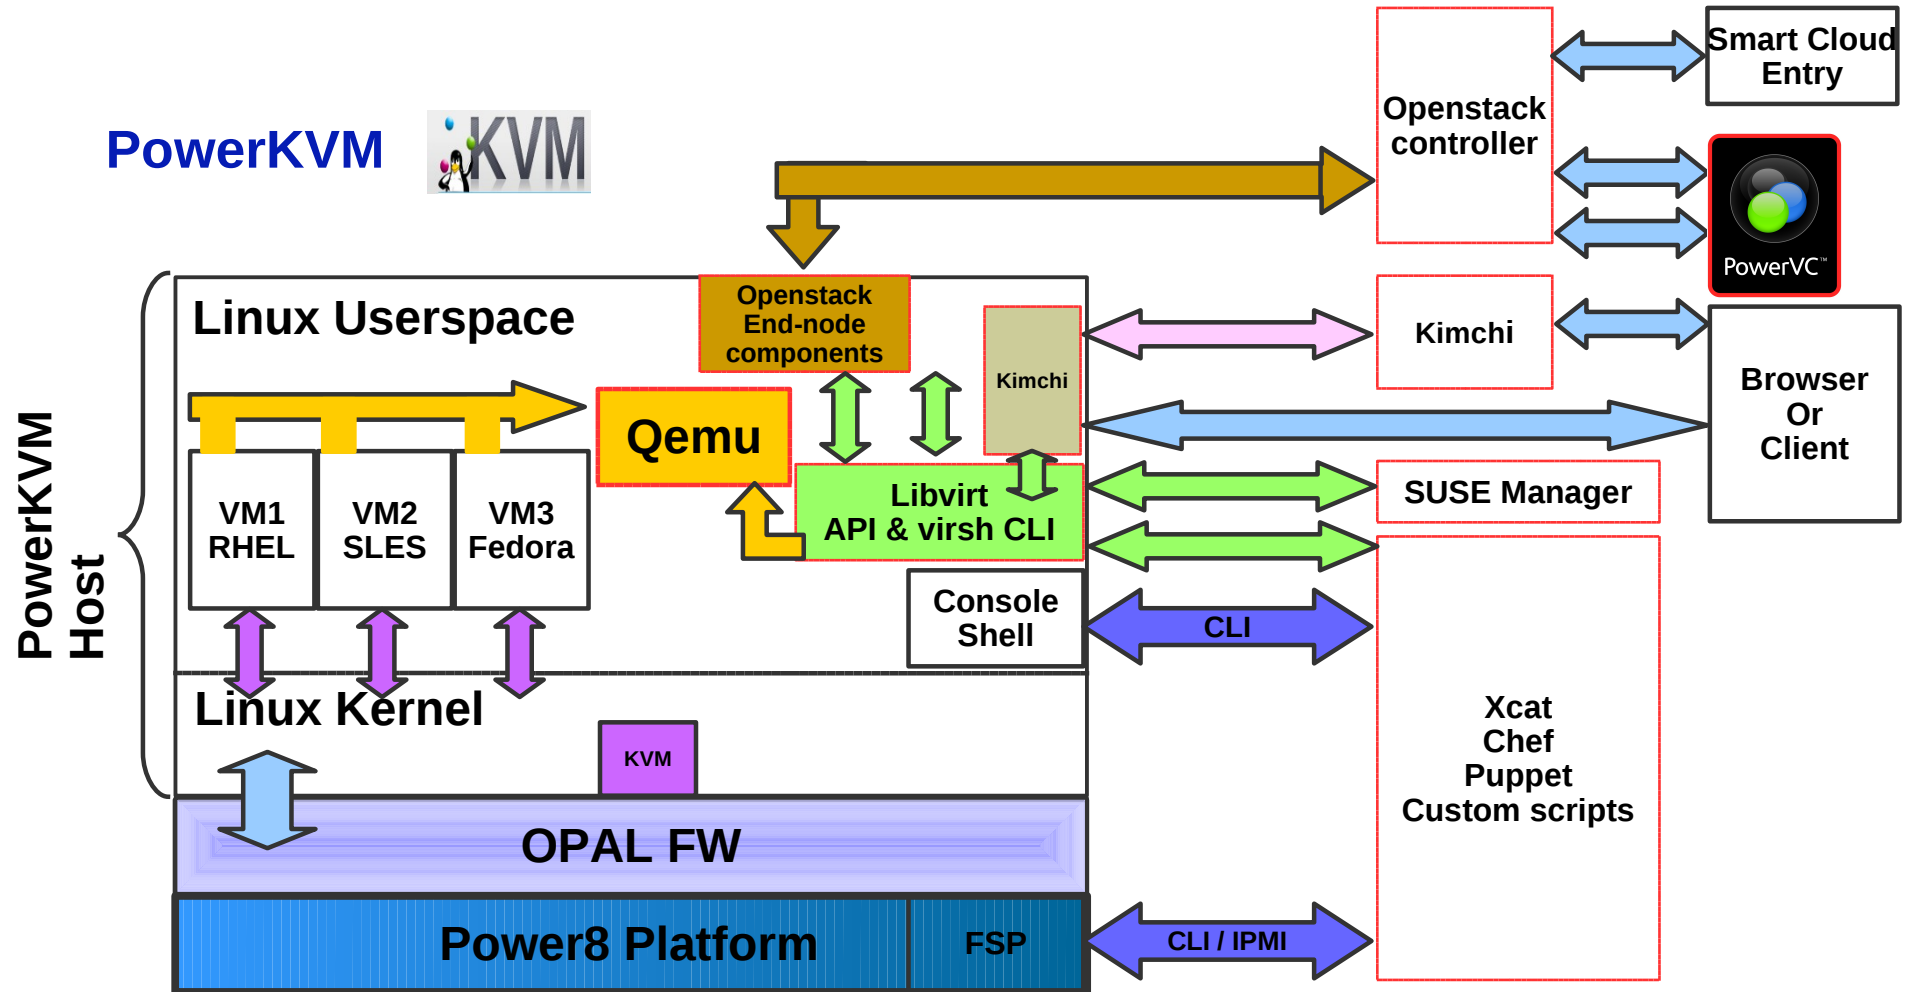 PowerKVM
KVM
Openstack
controller
Smart Cloud
Entry
PowerVC™
PowerKVM
Host
Linux Userspace
Openstack
End-node
components
Kimchi
Kimchi
Browser
Or
Client
Qemu
VM1
RHEL
VM2
SLES
VM3
Fedora
Libvirt
API & virsh CLI
SUSE Manager
Console
Shell
CLI
Linux Kernel
KVM
Xcat
Chef
Puppet
Custom scripts
OPAL FW
Power8 Platform
FSP
CLI / IPMI